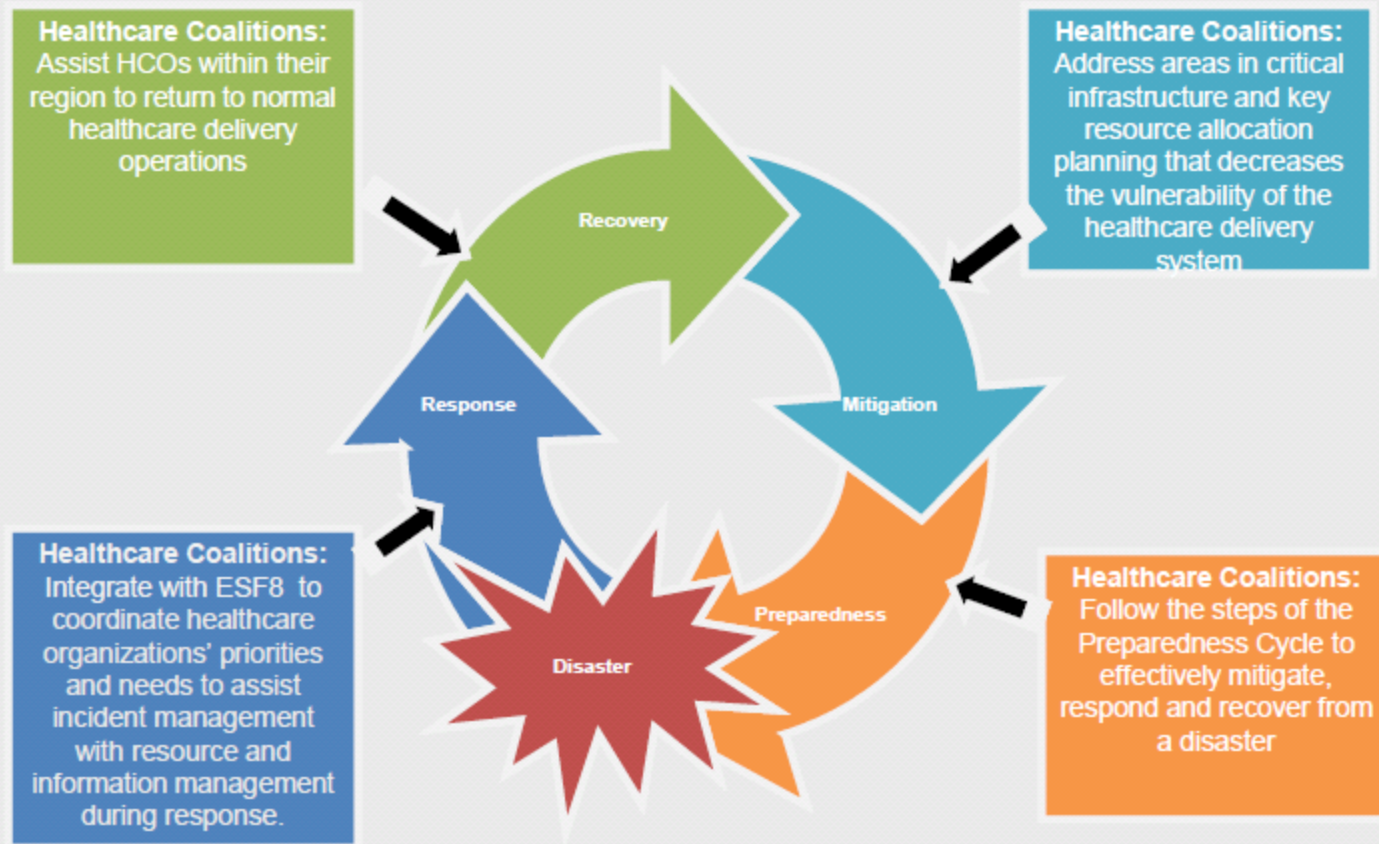 Healthcare Coalitions:
Assist HCOs within their
region to return to normal
healthcare delivery
operations
Healthcare Coalitions:
Address areas in critical
infrastructure and key
resource allocation
planning that decreases
the vulnerability of the
healthcare delivery
system
Recovery
Response
Mitigation
Healthcare Coalitions:
Integrate with ESF8 to
coordinate healthcare
organizations' priorities
and needs to assist
incident management
with resource and
information management
during response.
Disaster
Preparedness
Healthcare Coalitions:
Follow the steps of the
Preparedness Cycle to
effectively mitigate,
respond and recover from
a disaster